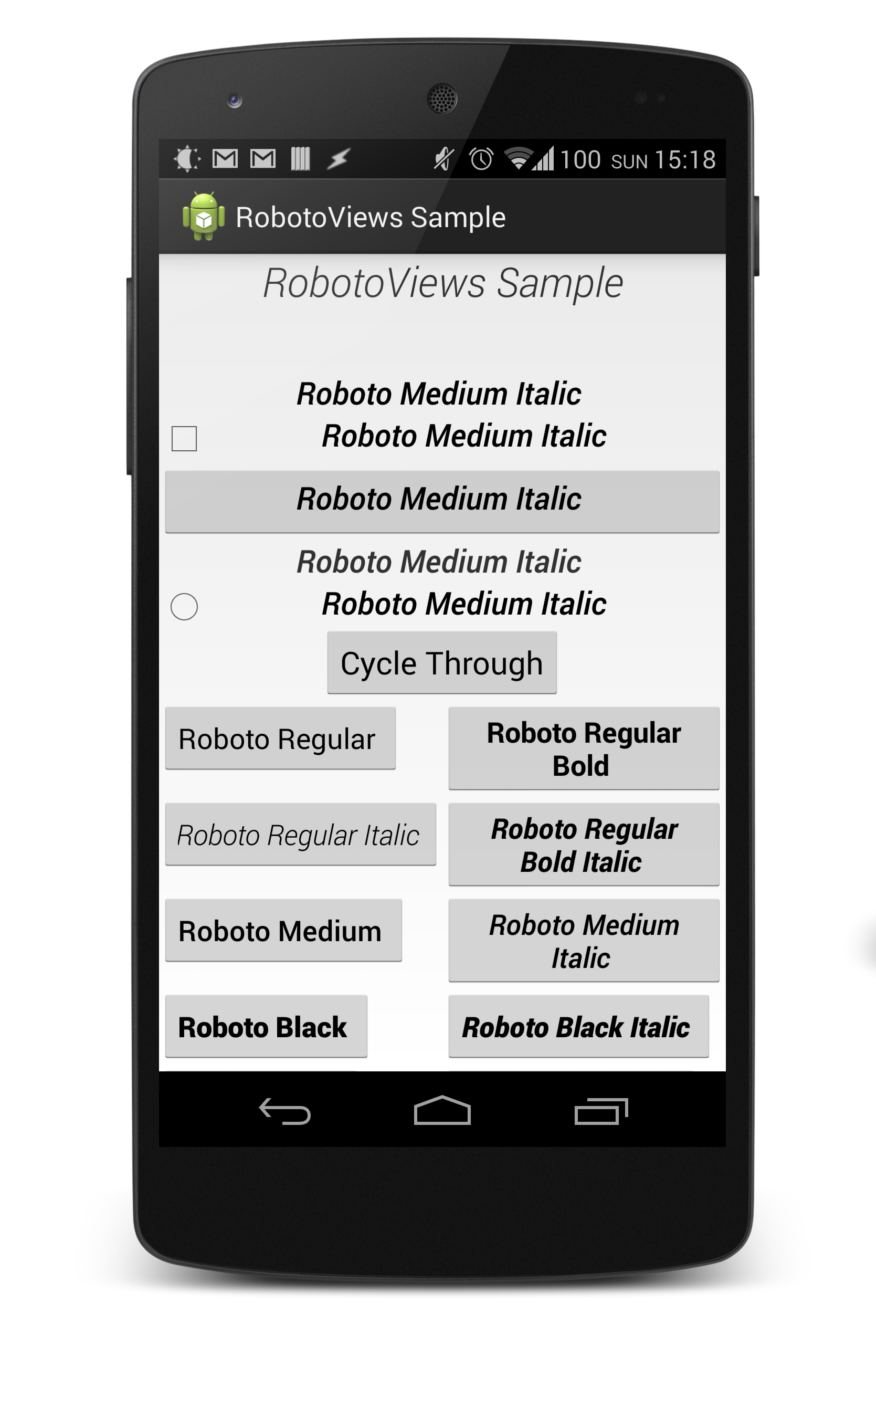 100 SUN 15:18
RobotoViews Sample
RobotoViews Sample
Roboto Medium Italic
Roboto Medium Italic
Roboto Medium Italic
Roboto Medium Italic
Roboto Medium Italic
Cycle Through
Roboto Regular
Roboto Regular
Bold
Roboto Regular Italic
Roboto Regular
Bold Italic
Roboto Medium
Roboto Medium
Italic
Roboto Black
Roboto Black Italic